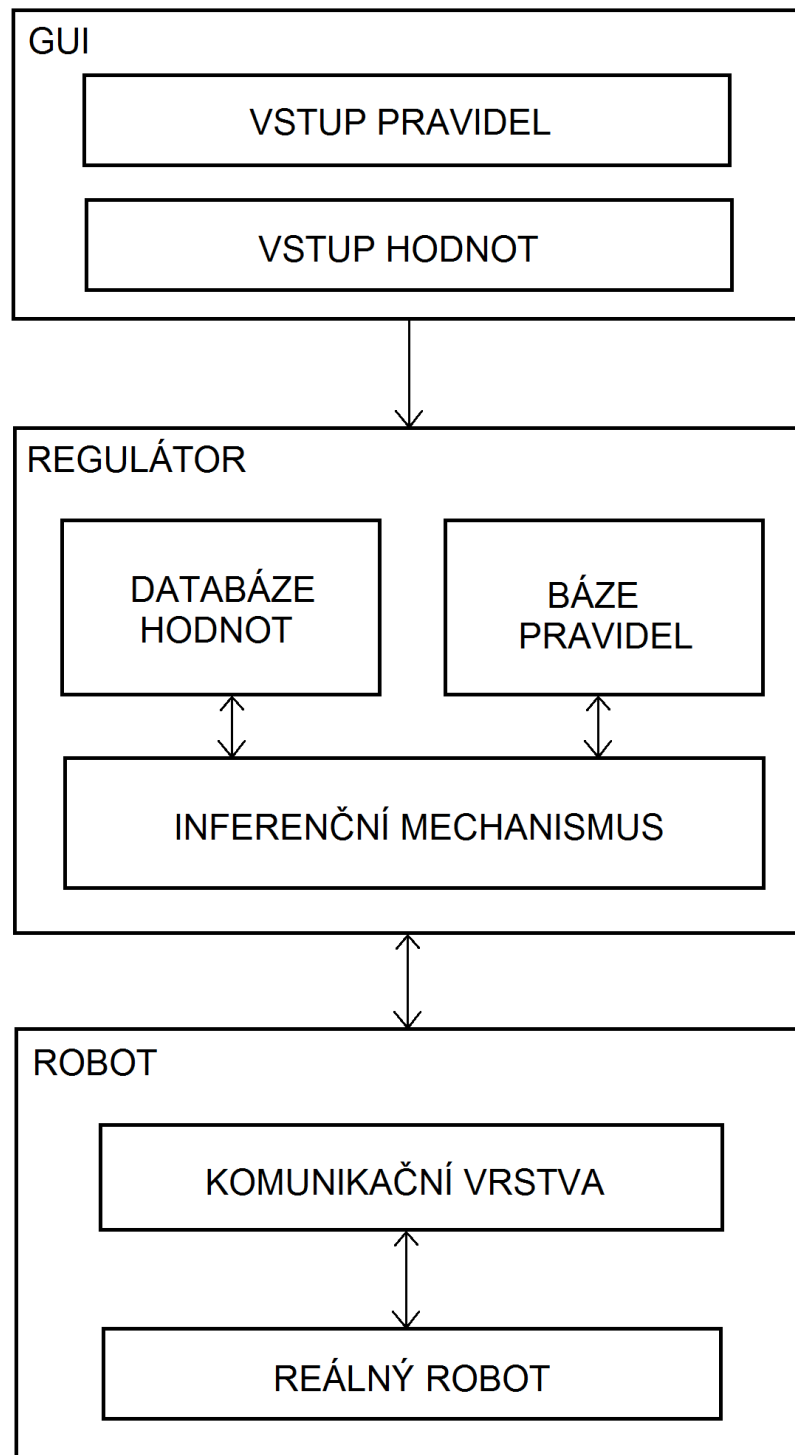 GUI
VSTUP PRAVIDEL
VSTUP HODNOT
REGULÁTOR
DATABÁZE
HODNOT
BÁZE
PRAVIDEL
INFERENČNÍ MECHANISMUS
ROBOT
KOMUNIKAČNÍ VRSTVA
REÁLNÝ ROBOT